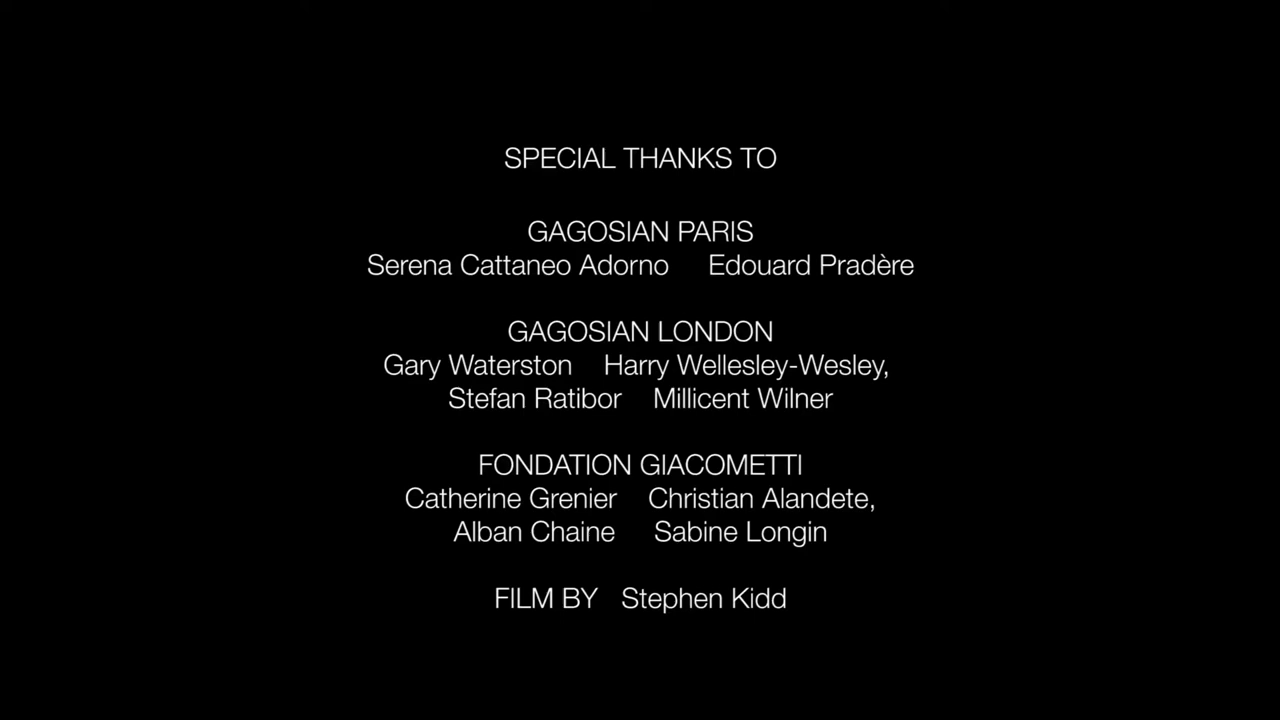 SPECIAL THANKS TO
GAGOSIAN PARIS
Serena Cattaneo Adorno Edouard Pradère
GAGOSIAN LONDON
Gary Waterston Harry Wellesley-Wesley,
Stefan Ratibor Millicent Wilner
FONDATION GIACOMETTI
Catherine Grenier Christian Alandete,
Alban Chaine Sabine Longin
FILM BY Stephen Kidd